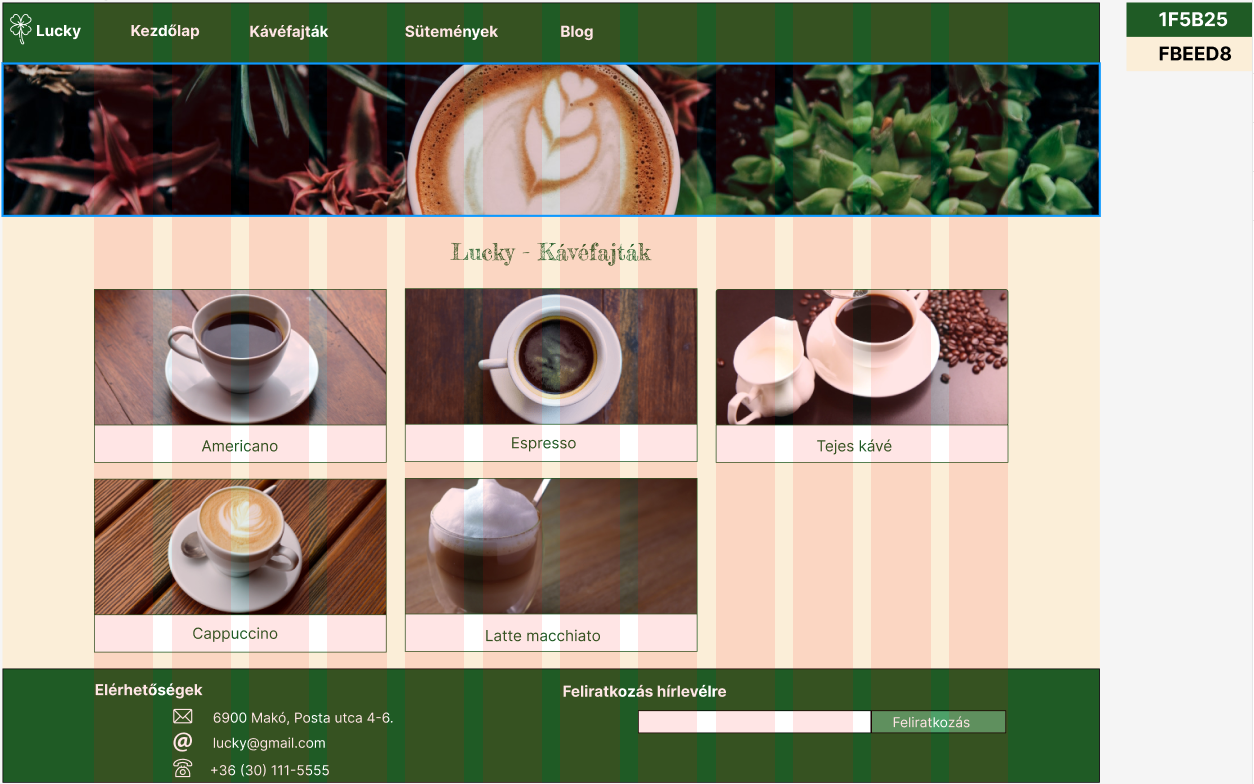 Lucky Kezdőlap Kávéfajták Sütemények Blog
1F5B25
FBEED8
Lucky - Kávéfajták
Americano
Espresso
Tejes kávé
Cappuccino
Latte macchiato
Elérhetőségek
6900 Makó, Posta utca 4-6.
@ lucky@gmail.com
+36 (30) 111-5555
Feliratkozás hírlevélre
Feliratkozás